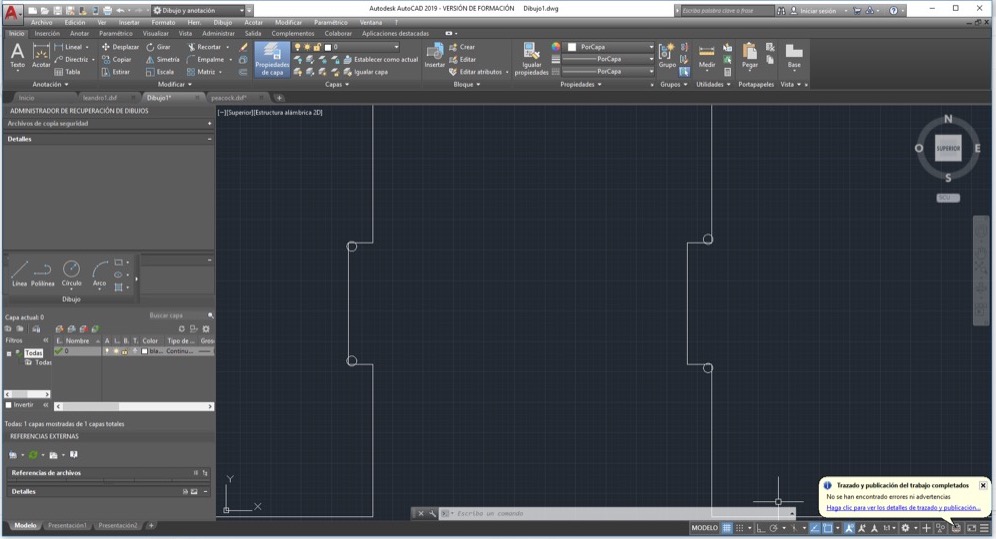 Dibujo y anotación
Autodesk AutoCAD 2019 - VERSIÓN DE FORMACIÓN Dibujo1.dwg
Escriba palabra clave o frase
Iniciar sesión
Archivo Edición Ver Insertar Formato Herr. Dibujo Acotar Modificar Paramétrico Ventana ?
Inicio Inserción Anotar Paramétrico Visualizar Vista Administrar Salida Complementos Colaborar Aplicaciones destacadas
Texto Acotar
Lineal
Directriz
Tabla
Desplazar Girar Recortar
Copiar Simetría Empalme
Estirar Escala Matriz
Propiedades de capa
0
Establecer como actual
Igualar capa
Insertar
Crear
Editar
Editar atributos
Igualar propiedades
PorCapa
PorCapa
PorCapa
Grupo
Medir
Pegar
Base
Anotación Modificar Capas Bloque Propiedades Grupos Utilidades Portapapeles Vista
Inicio leandro1.dxf Dibujo1* peacock.dxf*
ADMINISTRADOR DE RECUPERACIÓN DE DIBUJOS
Archivos de copia seguridad
Detalles
[−][Superior][Estructura alámbrica 2D]
N
O SUPERIOR E
S
SCU
Línea Polilínea Círculo Arco
Dibujo
Capa actual: 0
Buscar capa
Filtros
E.. Nombre A I.. B. T. Color Tipo de ... Gros
Todas
0 bla... Continu...
Todas
Invertir
Todas: 1 capas mostradas de 1 capas totales
REFERENCIAS EXTERNAS
Referencias de archivos
Detalles
Y
X
Trazado y publicación del trabajo completados
No se han encontrado errores ni advertencias
Haga clic para ver los detalles de trazado y publicación...
Escriba un comando
Modelo Presentación1 Presentación2 +
MODELO
1:1